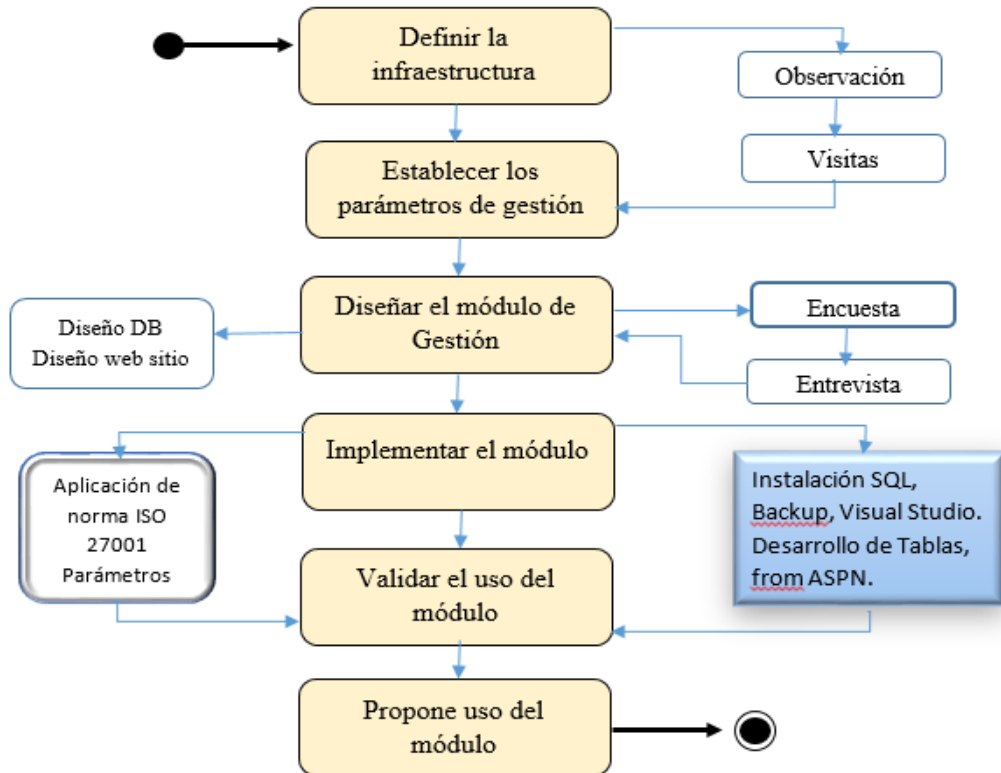 Definir la
infraestructura
Observación
Visitas
Establecer los
parámetros de gestión
Diseñar el módulo de
Gestión
Diseño DB
Diseño web sitio
Encuesta
Entrevista
Implementar el módulo
Aplicación de
norma ISO
27001
Parámetros
Instalación SQL,
Backup, Visual Studio.
Desarrollo de Tablas,
from ASPN.
Validar el uso del
módulo
Propone uso del
módulo